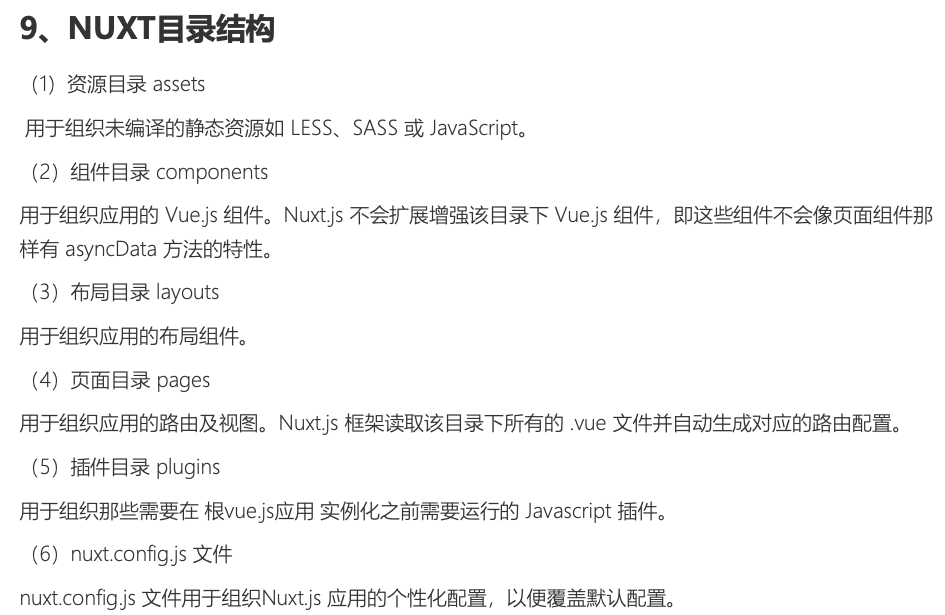 9、NUXT目录结构
（1）资源目录 assets
用于组织未编译的静态资源如 LESS、SASS 或 JavaScript。
（2）组件目录 components
用于组织应用的 Vue.js 组件。Nuxt.js 不会扩展增强该目录下 Vue.js 组件，即这些组件不会像页面组件那
样有 asyncData 方法的特性。
（3）布局目录 layouts
用于组织应用的布局组件。
（4）页面目录 pages
用于组织应用的路由及视图。Nuxt.js 框架读取该目录下所有的 .vue 文件并自动生成对应的路由配置。
（5）插件目录 plugins
用于组织那些需要在 根vue.js应用 实例化之前需要运行的 Javascript 插件。
（6）nuxt.config.js 文件
nuxt.config.js 文件用于组织Nuxt.js 应用的个性化配置，以便覆盖默认配置。